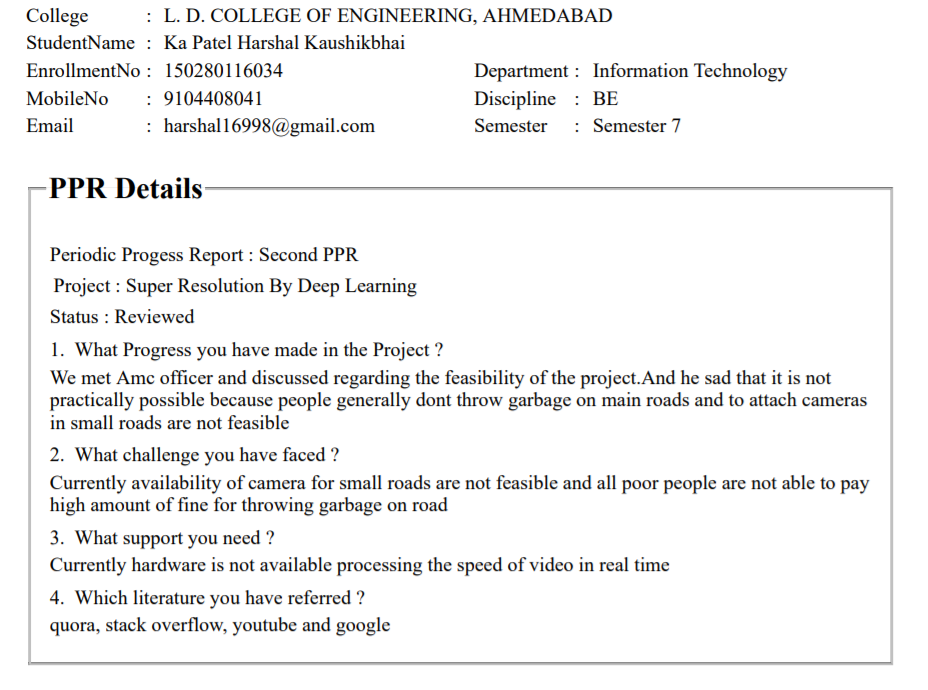 College : L. D. COLLEGE OF ENGINEERING, AHMEDABAD
StudentName : Ka Patel Harshal Kaushikbhai
EnrollmentNo : 150280116034 Department : Information Technology
MobileNo : 9104408041 Discipline : BE
Email : harshal16998@gmail.com Semester : Semester 7
PPR Details
Periodic Progess Report : Second PPR
Project : Super Resolution By Deep Learning
Status : Reviewed
1. What Progress you have made in the Project ?
We met Amc officer and discussed regarding the feasibility of the project.And he sad that it is not
practically possible because people generally dont throw garbage on main roads and to attach cameras
in small roads are not feasible
2. What challenge you have faced ?
Currently availability of camera for small roads are not feasible and all poor people are not able to pay
high amount of fine for throwing garbage on road
3. What support you need ?
Currently hardware is not available processing the speed of video in real time
4. Which literature you have referred ?
quora, stack overflow, youtube and google